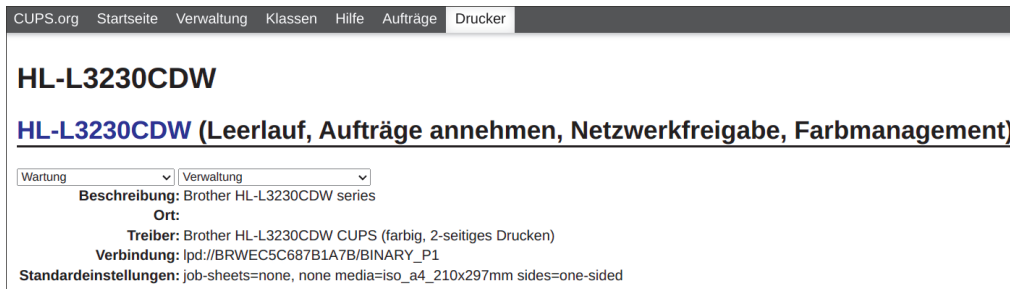 CUPS.org Startseite Verwaltung Klassen Hilfe Aufträge Drucker
HL-L3230CDW
HL-L3230CDW (Leerlauf, Aufträge annehmen, Netzwerkfreigabe, Farbmanagement)
Wartung Verwaltung
Beschreibung: Brother HL-L3230CDW series
Ort:
Treiber: Brother HL-L3230CDW CUPS (farbig, 2-seitiges Drucken)
Verbindung: lpd://BRWEC5C687B1A7B/BINARY_P1
Standardeinstellungen: job-sheets=none, none media=iso_a4_210x297mm sides=one-sided